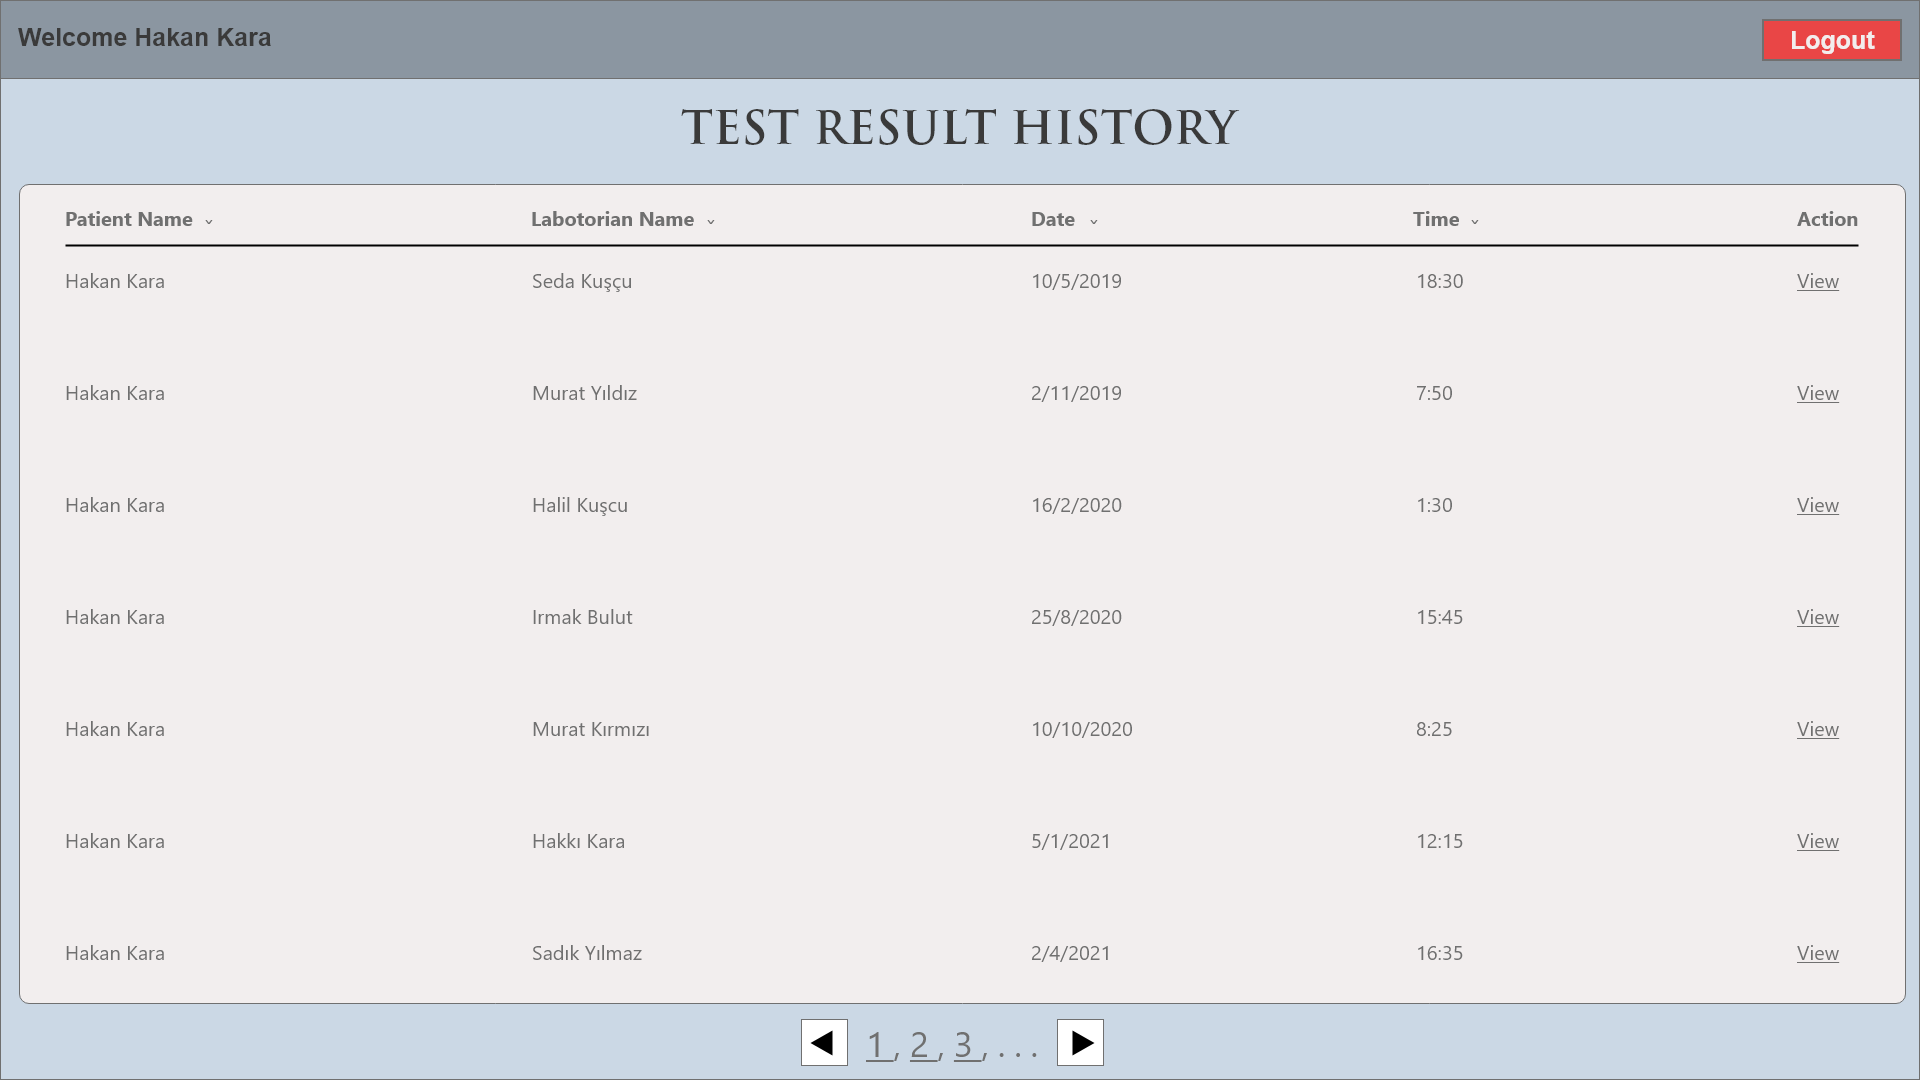 Welcome Hakan Kara
Logout
TEST RESULT HISTORY
Patient Name Labotorian Name Date Time Action
Hakan Kara Seda Kuşçu 10/5/2019 18:30 View
Hakan Kara Murat Yıldız 2/11/2019 7:50 View
Hakan Kara Halil Kuşcu 16/2/2020 1:30 View
Hakan Kara Irmak Bulut 25/8/2020 15:45 View
Hakan Kara Murat Kırmızı 10/10/2020 8:25 View
Hakan Kara Hakkı Kara 5/1/2021 12:15 View
Hakan Kara Sadık Yılmaz 2/4/2021 16:35 View
1 , 2 , 3 , . . .